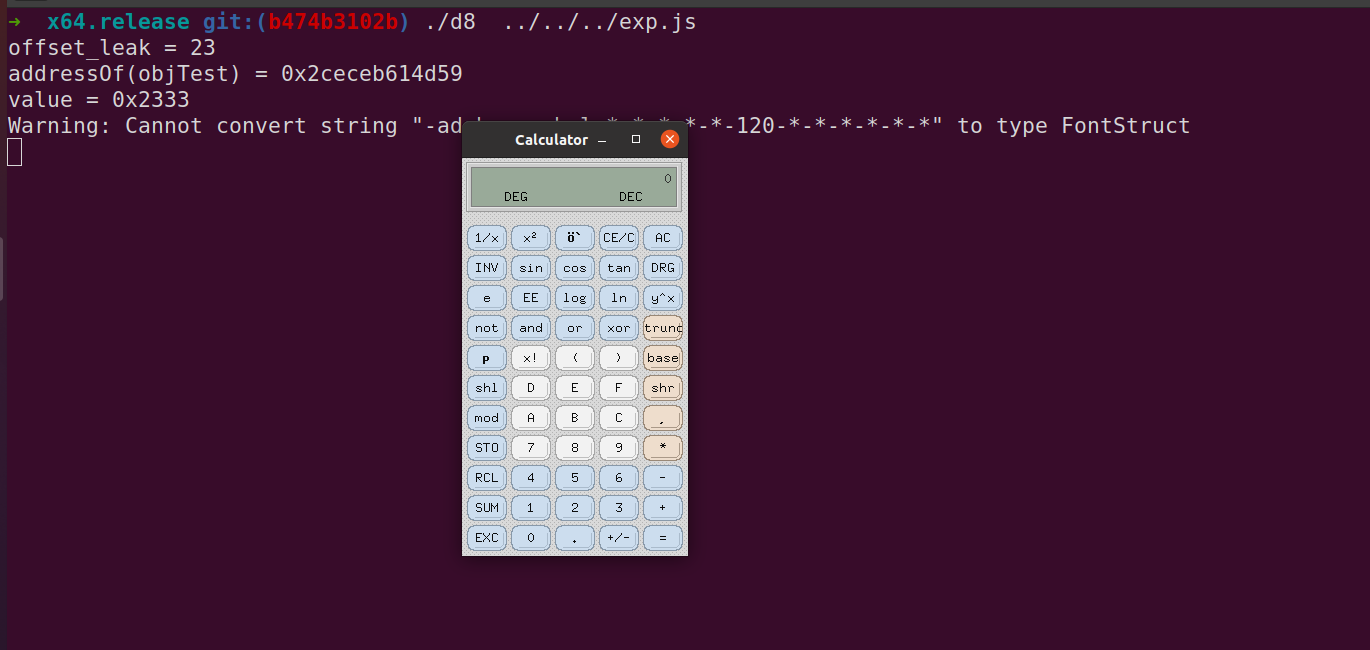 → x64.release git:(b474b3102b) ./d8 ../../../exp.js
offset_leak = 23
addressOf(objTest) = 0x2ceceb614d59
value = 0x2333
Warning: Cannot convert string "-ad *-*-120-*-*-*-*-*-*" to type FontStruct
Calculator
0
DEG DEC
1/x x² ö` CE/C AC
INV sin cos tan DRG
e EE log ln y^x
not and or xor trunc
p x! ( ) base
shl D E F shr
mod A B C ,
STO 7 8 9 *
RCL 4 5 6 -
SUM 1 2 3 +
EXC 0 . +/- =